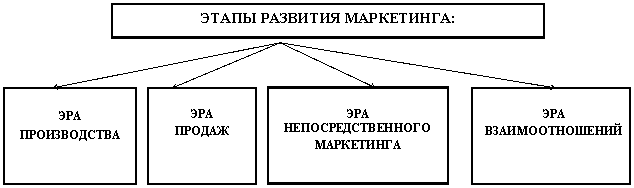 ЭТАПЫ РАЗВИТИЯ МАРКЕТИНГА:
ЭРА
ПРОИЗВОДСТВА
ЭРА
ПРОДАЖ
ЭРА
НЕПОСРЕДСТВЕННОГО
МАРКЕТИНГА
ЭРА
ВЗАИМООТНОШЕНИЙ